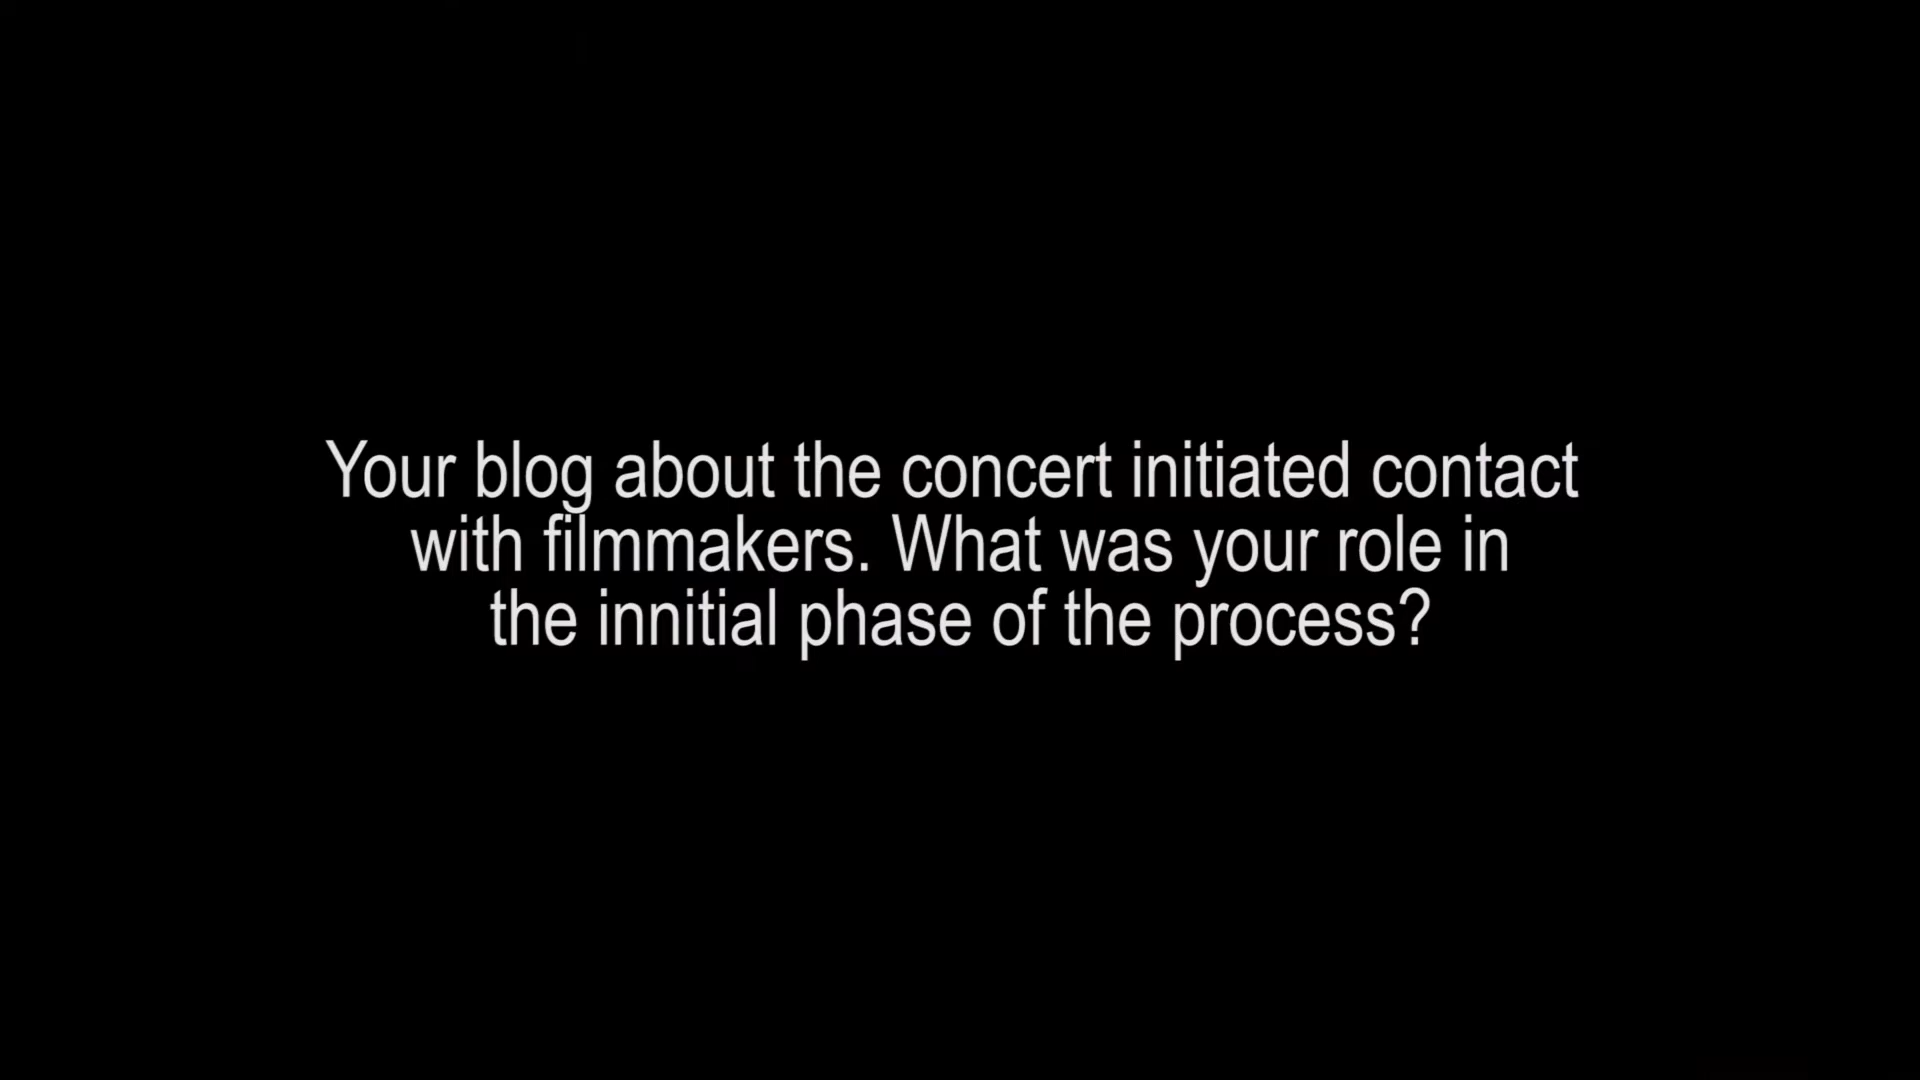 Your blog about the concert initiated contact
with filmmakers. What was your role in
the innitial phase of the process?